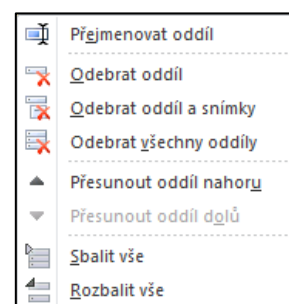 Přejmenovat oddíl
Odebrat oddíl
Odebrat oddíl a snímky
Odebrat všechny oddíly
Přesunout oddíl nahoru
Přesunout oddíl dolů
Sbalit vše
Rozbalit vše